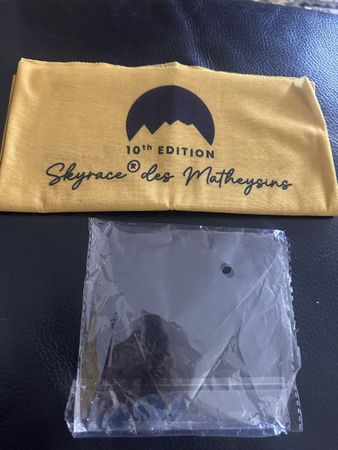 10th EDITION
Skyrace® des Matheysins